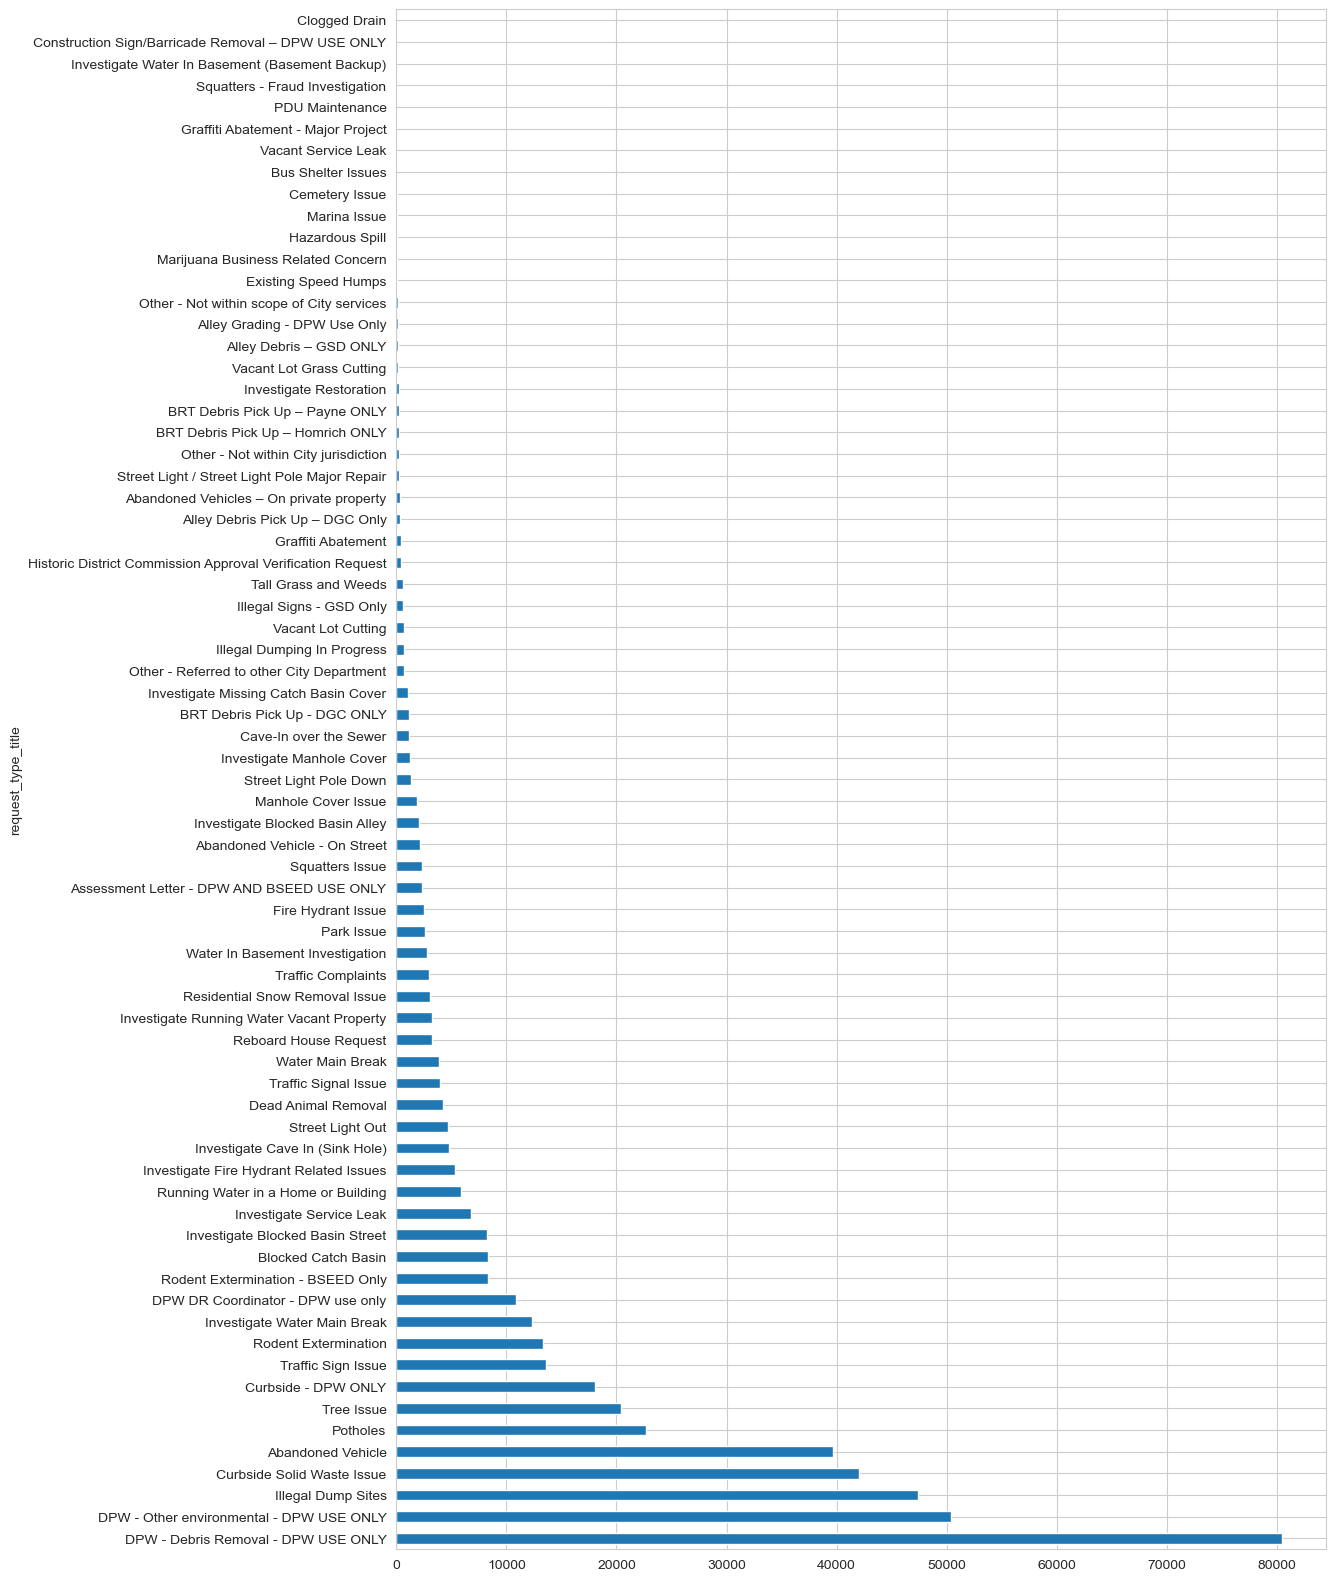 Clogged Drain
Construction Sign/Barricade Removal – DPW USE ONLY
Investigate Water In Basement (Basement Backup)
Squatters - Fraud Investigation
PDU Maintenance
Graffiti Abatement - Major Project
Vacant Service Leak
Bus Shelter Issues
Cemetery Issue
Marina Issue
Hazardous Spill
Marijuana Business Related Concern
Existing Speed Humps
Other - Not within scope of City services
Alley Grading - DPW Use Only
Alley Debris – GSD ONLY
Vacant Lot Grass Cutting
Investigate Restoration
BRT Debris Pick Up – Payne ONLY
BRT Debris Pick Up – Homrich ONLY
Other - Not within City jurisdiction
Street Light / Street Light Pole Major Repair
Abandoned Vehicles – On private property
Alley Debris Pick Up – DGC Only
Graffiti Abatement
Historic District Commission Approval Verification Request
Tall Grass and Weeds
Illegal Signs - GSD Only
Vacant Lot Cutting
Illegal Dumping In Progress
Other - Referred to other City Department
Investigate Missing Catch Basin Cover
BRT Debris Pick Up - DGC ONLY
Cave-In over the Sewer
Investigate Manhole Cover
Street Light Pole Down
Manhole Cover Issue
Investigate Blocked Basin Alley
Abandoned Vehicle - On Street
Squatters Issue
Assessment Letter - DPW AND BSEED USE ONLY
Fire Hydrant Issue
Park Issue
Water In Basement Investigation
Traffic Complaints
Residential Snow Removal Issue
Investigate Running Water Vacant Property
Reboard House Request
Water Main Break
Traffic Signal Issue
Dead Animal Removal
Street Light Out
Investigate Cave In (Sink Hole)
Investigate Fire Hydrant Related Issues
Running Water in a Home or Building
Investigate Service Leak
Investigate Blocked Basin Street
Blocked Catch Basin
Rodent Extermination - BSEED Only
DPW DR Coordinator - DPW use only
Investigate Water Main Break
Rodent Extermination
Traffic Sign Issue
Curbside - DPW ONLY
Tree Issue
Potholes
Abandoned Vehicle
Curbside Solid Waste Issue
Illegal Dump Sites
DPW - Other environmental - DPW USE ONLY
DPW - Debris Removal - DPW USE ONLY
request_type_title
0 10000 20000 30000 40000 50000 60000 70000 80000